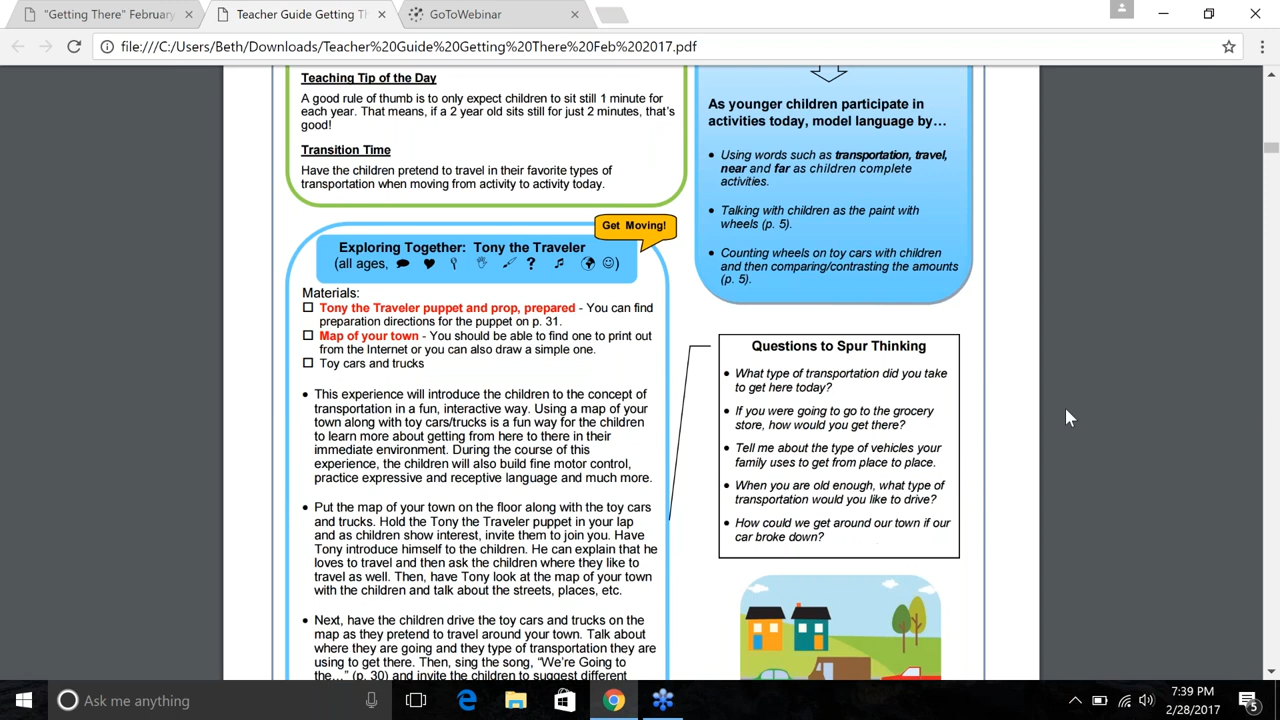 "Getting There" February
Teacher Guide Getting Th
GoToWebinar
file:///C:/Users/Beth/Downloads/Teacher%20Guide%20Getting%20There%20Feb%202017.pdf
Teaching Tip of the Day
A good rule of thumb is to only expect children to sit still 1 minute for
each year. That means, if a 2 year old sits still for just 2 minutes, that's
good!
Transition Time
Have the children pretend to travel in their favorite types of
transportation when moving from activity to activity today.
As younger children participate in
activities today, model language by…
• Using words such as transportation, travel,
near and far as children complete
activities.
• Talking with children as the paint with
wheels (p. 5).
• Counting wheels on toy cars with children
and then comparing/contrasting the amounts
(p. 5).
Get Moving!
Exploring Together: Tony the Traveler
(all ages, ? )
Materials:
Tony the Traveler puppet and prop, prepared - You can find
preparation directions for the puppet on p. 31.
Map of your town - You should be able to find one to print out
from the Internet or you can also draw a simple one.
Toy cars and trucks
• This experience will introduce the children to the concept of
transportation in a fun, interactive way. Using a map of your
town along with toy cars/trucks is a fun way for the children
to learn more about getting from here to there in their
immediate environment. During the course of this
experience, the children will also build fine motor control,
practice expressive and receptive language and much more.
• Put the map of your town on the floor along with the toy cars
and trucks. Hold the Tony the Traveler puppet in your lap
and as children show interest, invite them to join you. Have
Tony introduce himself to the children. He can explain that he
loves to travel and then ask the children where they like to
travel as well. Then, have Tony look at the map of your town
with the children and talk about the streets, places, etc.
• Next, have the children drive the toy cars and trucks on the
map as they pretend to travel around your town. Talk about
where they are going and they type of transportation they are
using to get there. Then, sing the song, "We're Going to
the…" (p. 30) and invite the children to suggest different
Questions to Spur Thinking
• What type of transportation did you take
to get here today?
• If you were going to go to the grocery
store, how would you get there?
• Tell me about the type of vehicles your
family uses to get from place to place.
• When you are old enough, what type of
transportation would you like to drive?
• How could we get around our town if our
car broke down?
Ask me anything
7:39 PM
2/28/2017
5